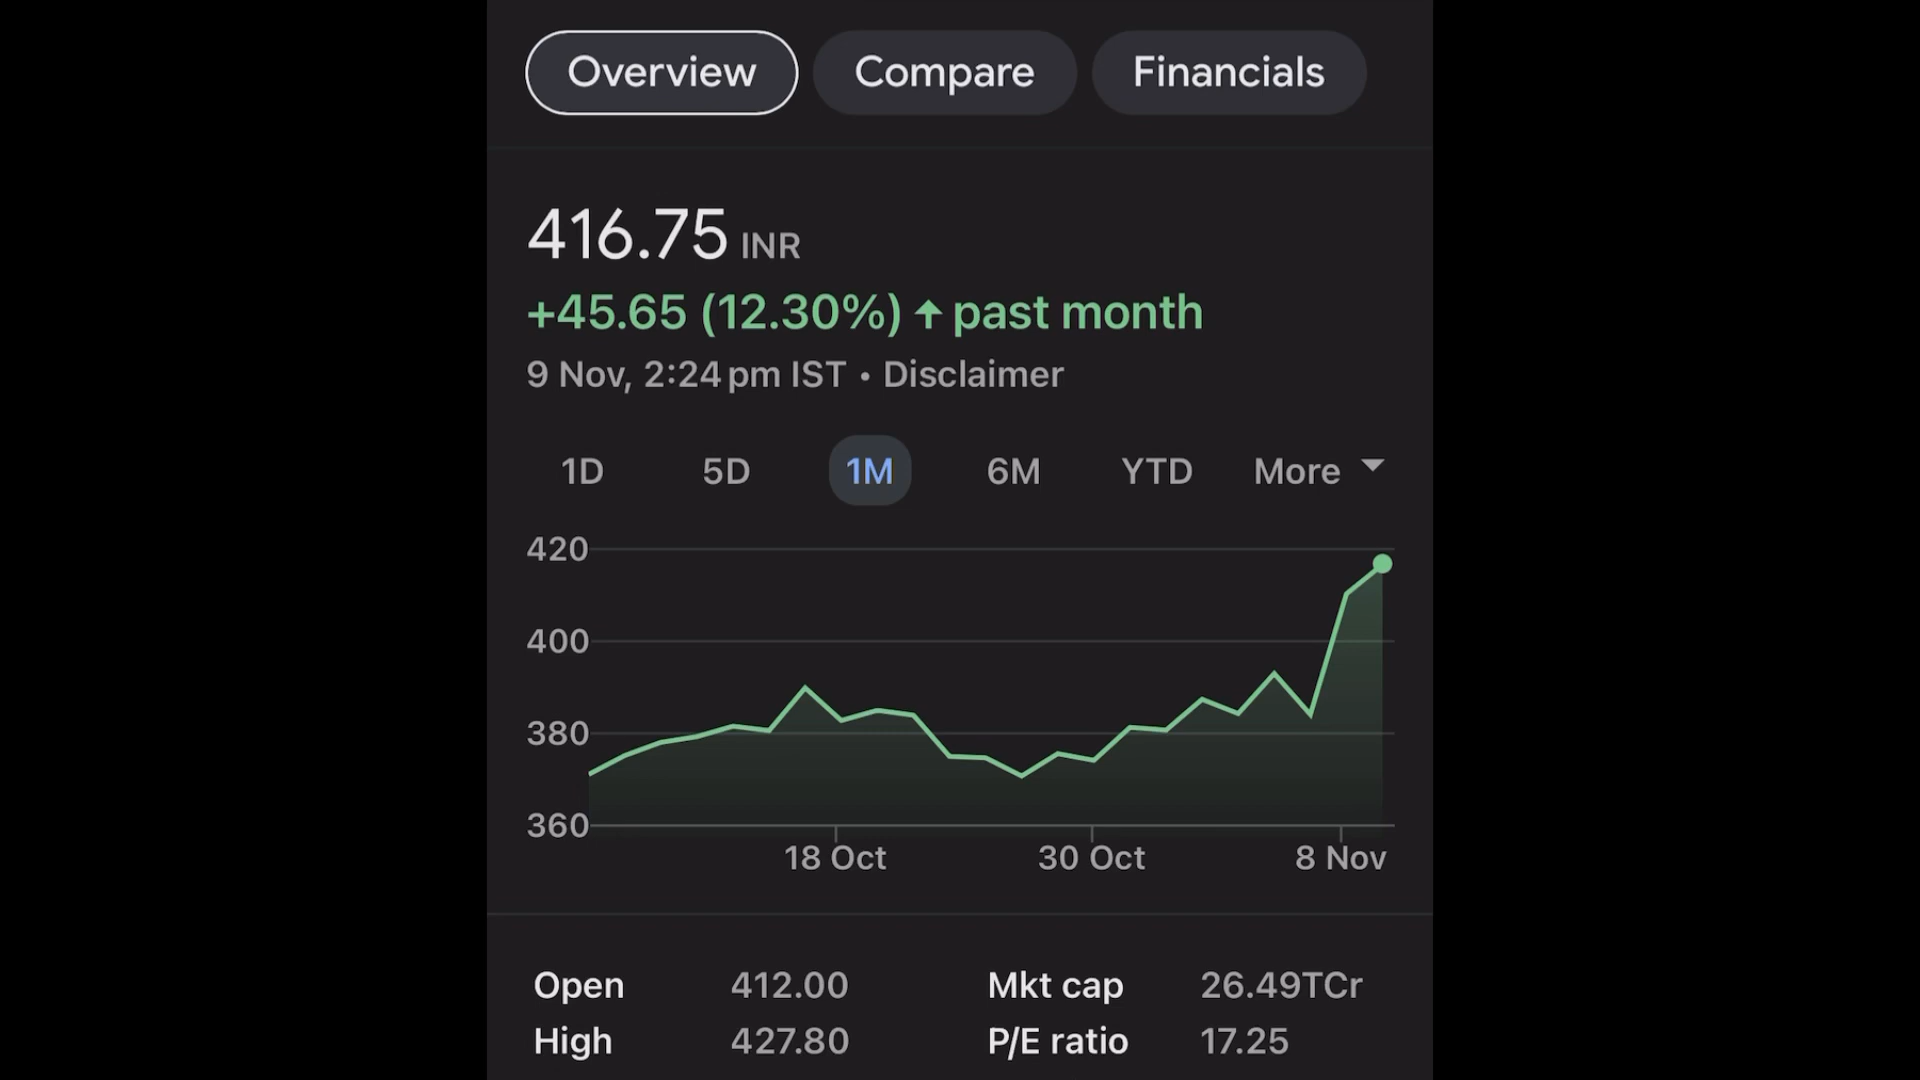 Overview Compare Financials
416.75 INR
+45.65 (12.30%) ↑ past month
9 Nov, 2:24 pm IST • Disclaimer
1D 5D 1M 6M YTD More
420
400
380
360
18 Oct 30 Oct 8 Nov
Open 412.00 Mkt cap 26.49TCr
High 427.80 P/E ratio 17.25